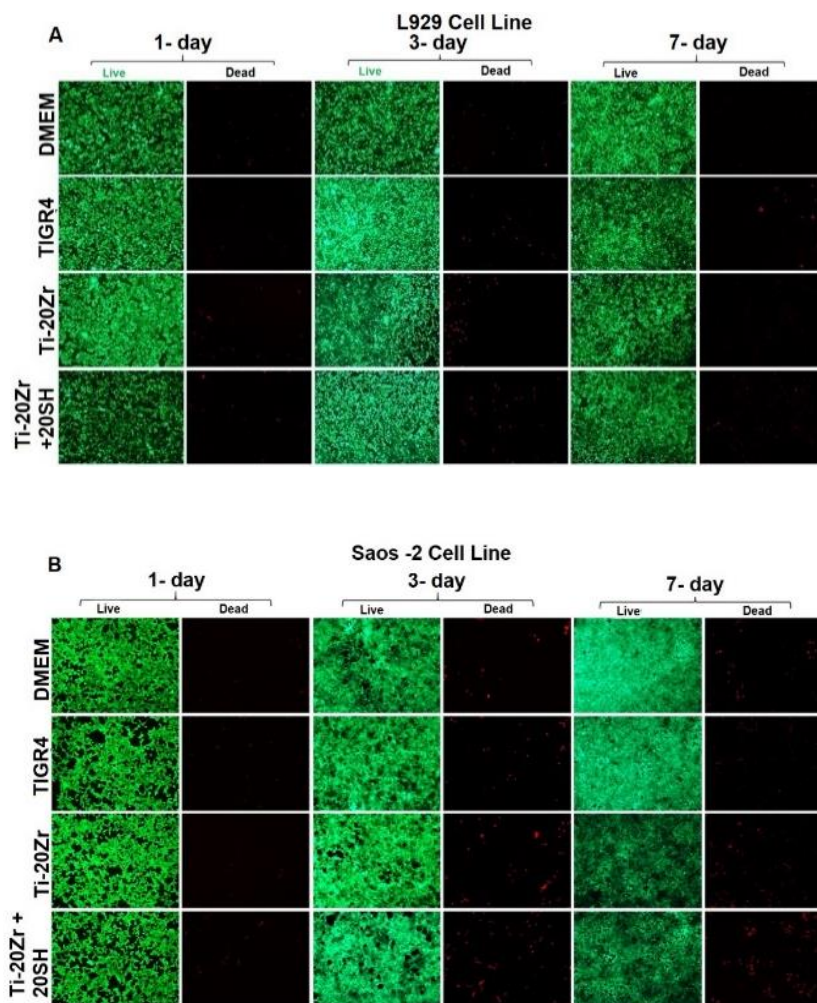 A
L929 Cell Line
1- day
3- day
7- day
Live
Dead
Live
Dead
Live
Dead
DMEM
TIGR4
Ti-20Zr
Ti-20Zr
+20SH
B
Saos -2 Cell Line
1- day
3- day
7- day
Live
Dead
Live
Dead
Live
Dead
DMEM
TIGR4
Ti-20Zr
Ti-20Zr +
20SH